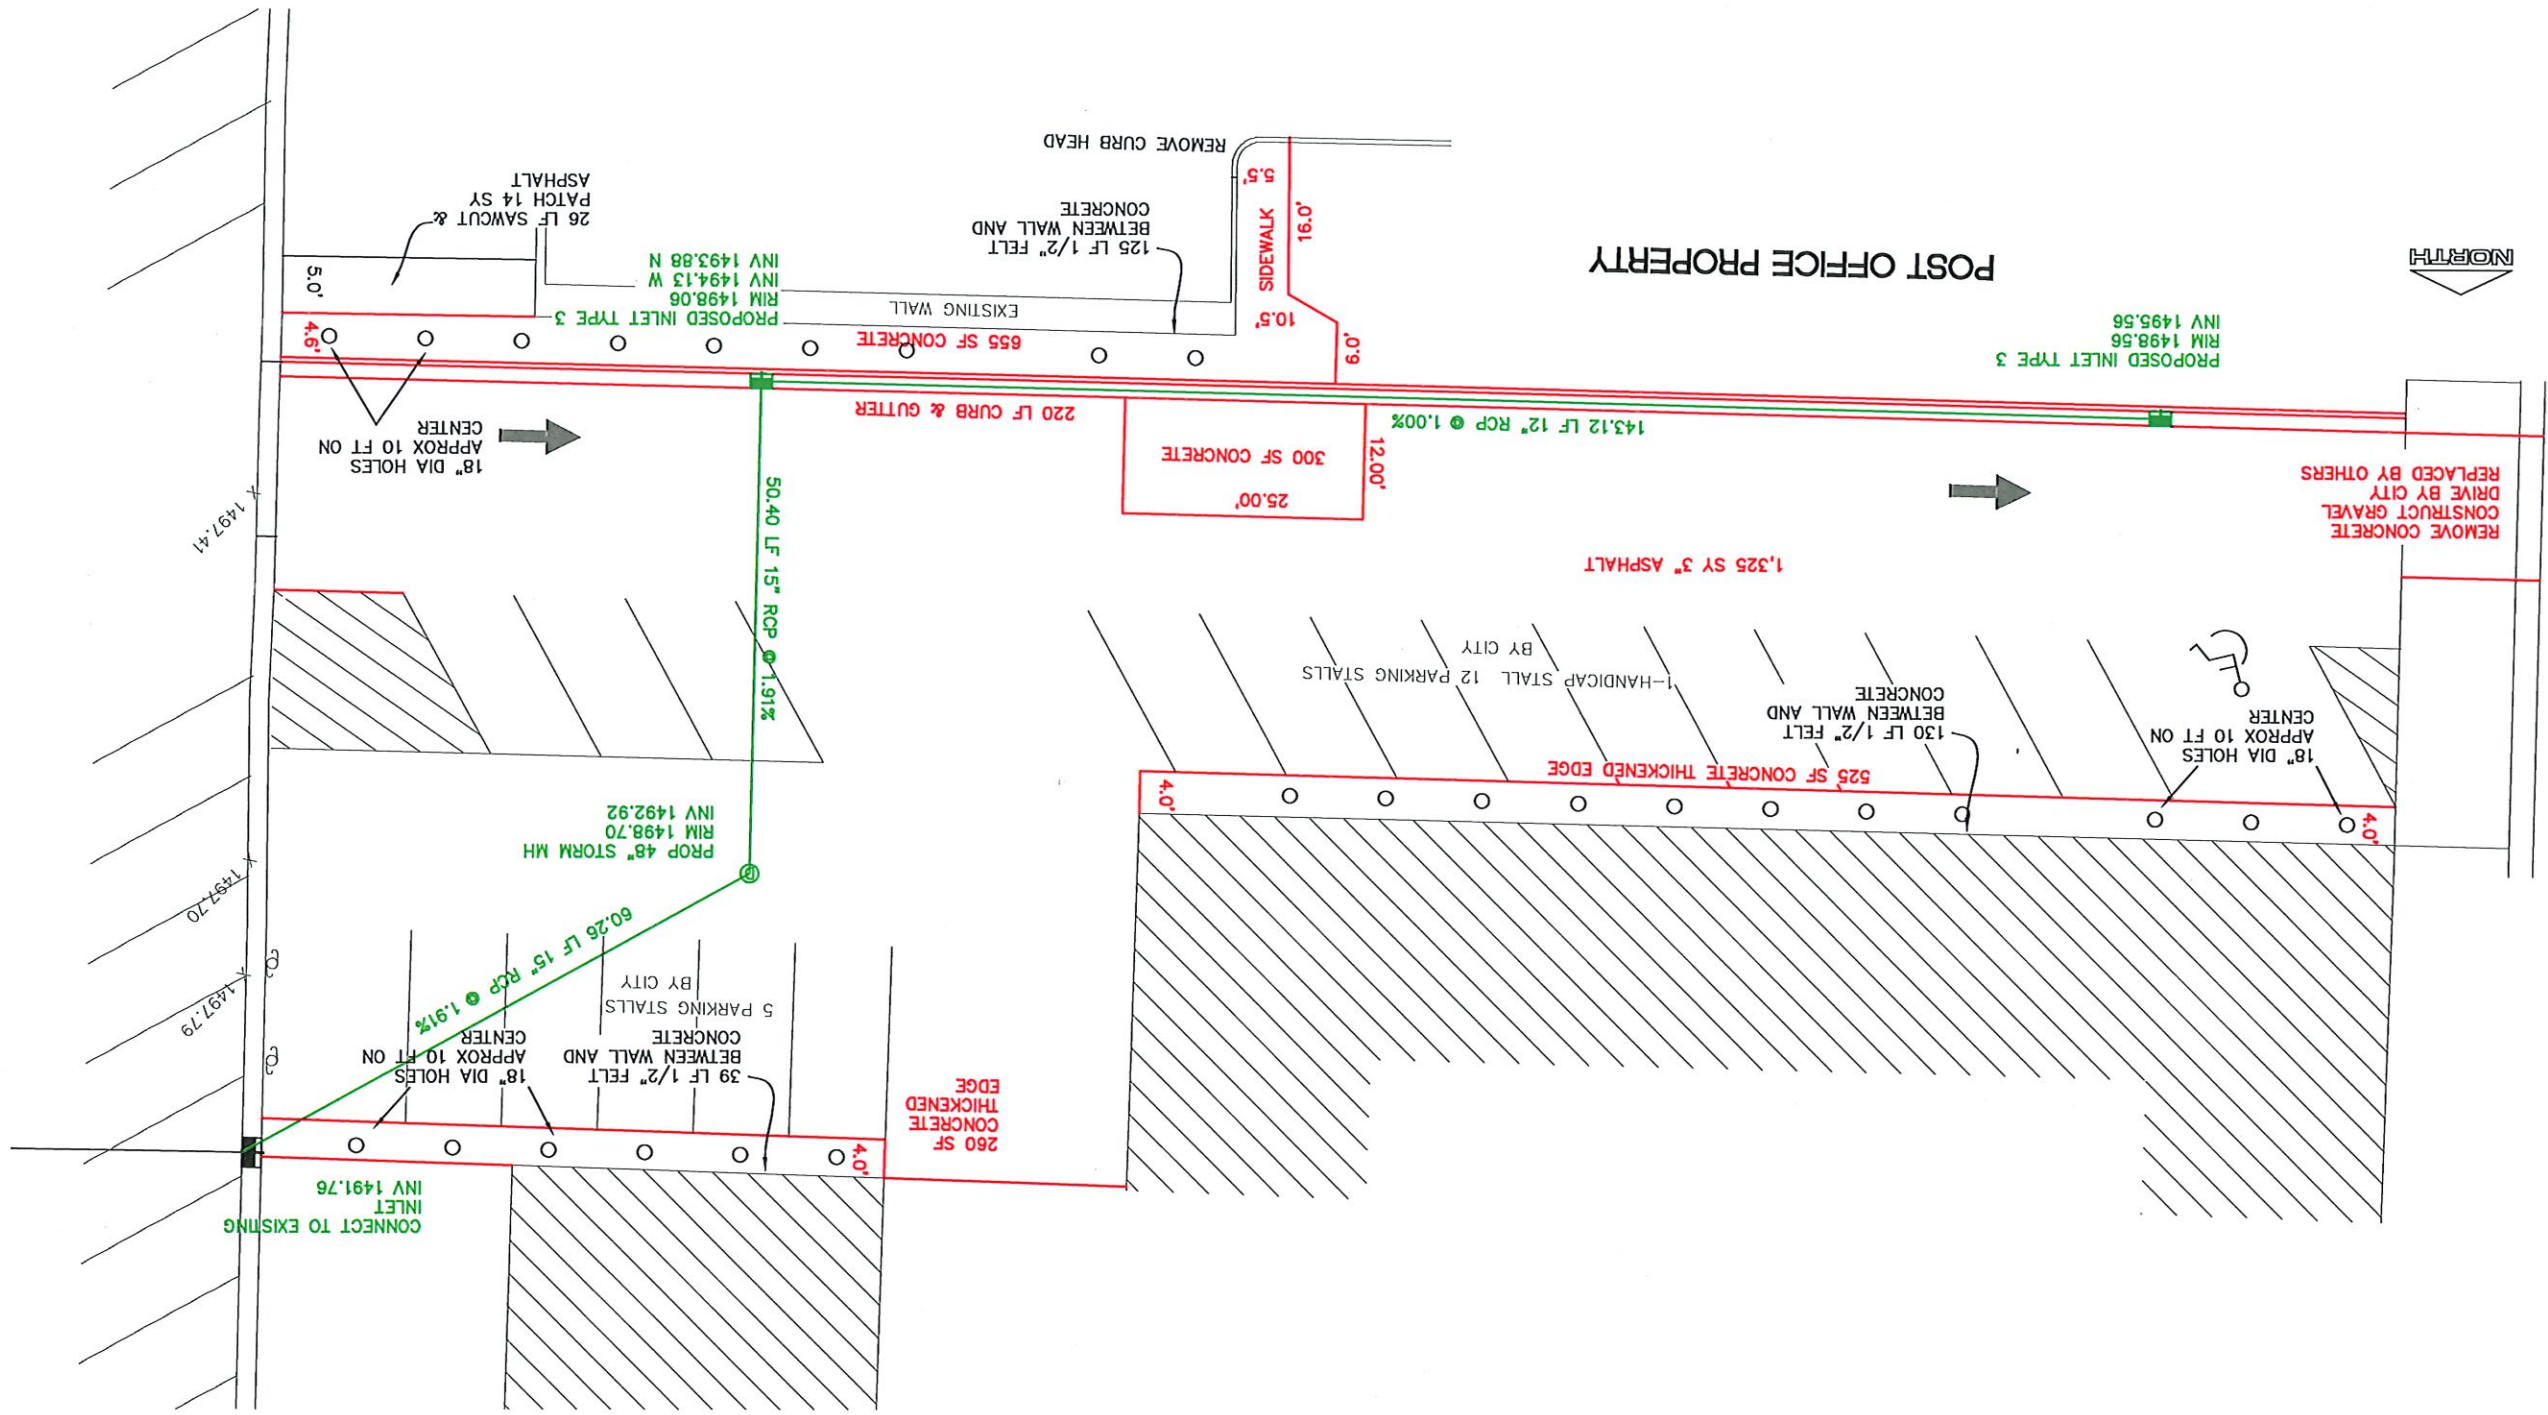 CONNECT TO EXISTING
INLET
INV 1491.76
260 SF
CONCRETE
THICKENED
EDGE
4.0'
39 LF 1/2" FELT
BETWEEN WALL AND
CONCRETE
18" DIA HOLES
APPROX 10 FT ON
CENTER
5 PARKING STALLS
BY CITY
60.26 LF 15" RCP @ 1.91%
1497.79
1497.70
PROP 48" STORM MH
RIM 1498.70
INV 1492.92
4.0'
525 SF CONCRETE THICKENED EDGE
4.0'
18" DIA HOLES
APPROX 10 FT ON
CENTER
130 LF 1/2" FELT
BETWEEN WALL AND
CONCRETE
1-HANDICAP STALL 12 PARKING STALLS
BY CITY
50.40 LF 15" RCP @ 1.91%
1,325 SY 3" ASPHALT
1497.41
REMOVE CONCRETE
CONSTRUCT GRAVEL
DRIVE BY CITY
REPLACED BY OTHERS
25.00'
12.00'
300 SF CONCRETE
18" DIA HOLES
APPROX 10 FT ON
CENTER
143.12 LF 12" RCP @ 1.00%
220 LF CURB & GUTTER
PROPOSED INLET TYPE 3
RIM 1498.56
INV 1495.56
6.0'
10.5'
655 SF CONCRETE
4.6'
EXISTING WALL
PROPOSED INLET TYPE 3
RIM 1498.06
INV 1494.13 W
INV 1493.88 N
5.0'
NORTH
POST OFFICE PROPERTY
16.0'
SIDEWALK
5.5'
125 LF 1/2" FELT
BETWEEN WALL AND
CONCRETE
26 LF SAWCUT &
PATCH 14 SY
ASPHALT
REMOVE CURB HEAD